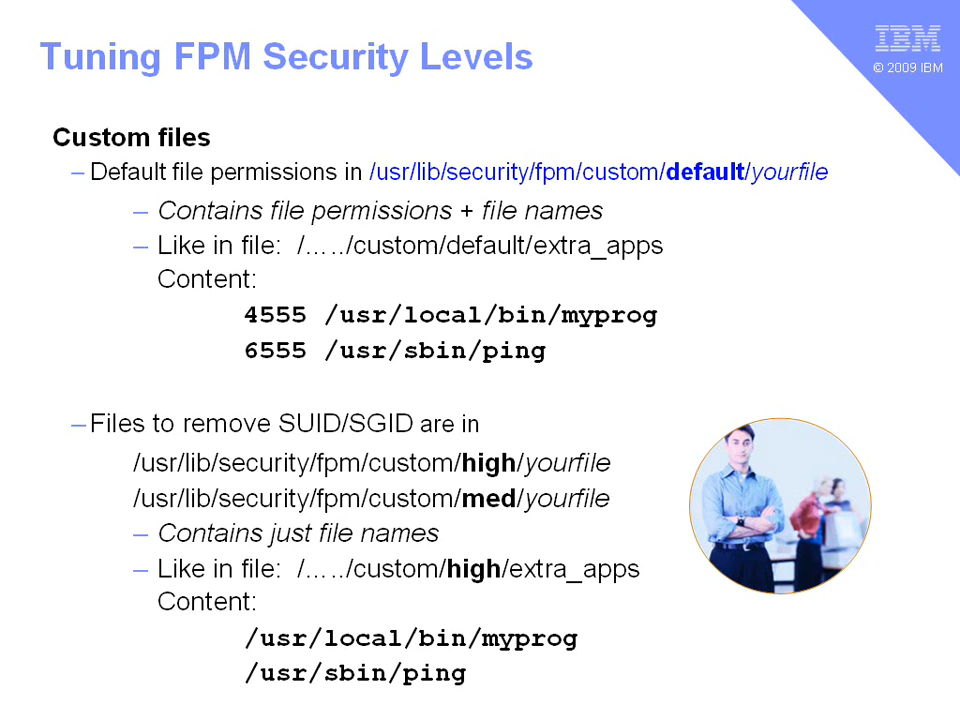 Tuning FPM Security Levels
IBM
© 2009 IBM
Custom files
– Default file permissions in /usr/lib/security/fpm/custom/default/yourfile
– Contains file permissions + file names
– Like in file: /... ../custom/default/extra_apps
Content:
4555 /usr/local/bin/myprog
6555 /usr/sbin/ping
– Files to remove SUID/SGID are in
/usr/lib/security/fpm/custom/high/yourfile
/usr/lib/security/fpm/custom/med/yourfile
– Contains just file names
– Like in file: /... ../custom/high/extra_apps
Content:
/usr/local/bin/myprog
/usr/sbin/ping